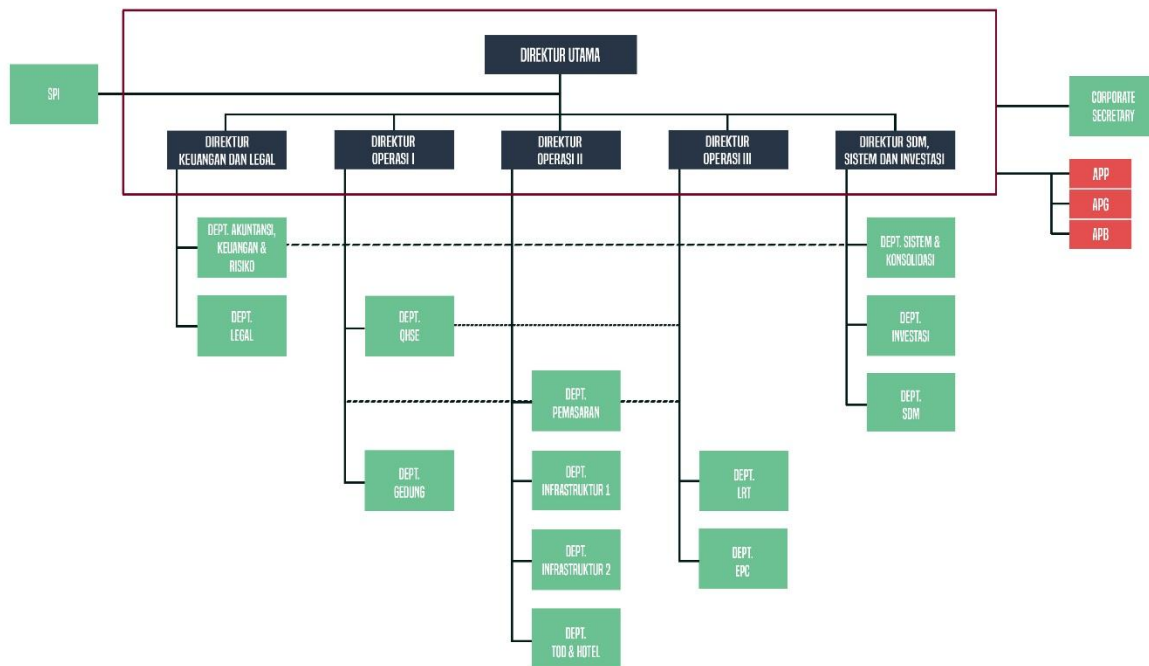 DIREKTUR UTAMA
SPI
CORPORATE
SECRETARY
DIREKTUR
KEUANGAN DAN LEGAL
DIREKTUR
OPERASI I
DIREKTUR
OPERASI II
DIREKTUR
OPERASI III
DIREKTUR SDM,
SISTEM DAN INVESTASI
APP
APG
APB
DEPT. AKUNTANSI,
KEUANGAN &
RISIKO
DEPT. SISTEM &
KONSOLIDASI
DEPT.
LEGAL
DEPT.
QHSE
DEPT.
INVESTASI
DEPT.
PEMASARAN
DEPT.
SDM
DEPT.
GEDUNG
DEPT.
INFRASTRUKTUR 1
DEPT.
LRT
DEPT.
INFRASTRUKTUR 2
DEPT.
EPC
DEPT.
TOD & HOTEL